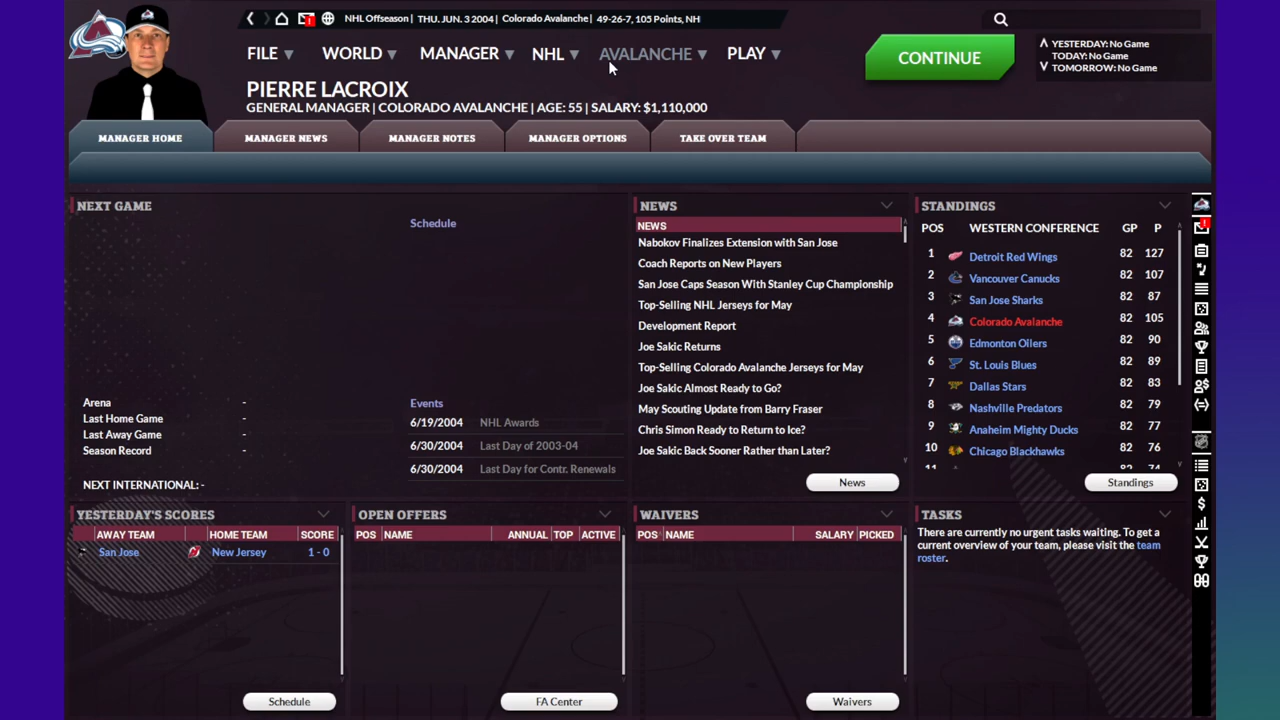 NHL Offseason | THU. JUN. 3 2004 | Colorado Avalanche | 49-26-7, 105 Points, NH
FILE WORLD MANAGER NHL AVALANCHE PLAY
CONTINUE
YESTERDAY: No Game
TODAY: No Game
TOMORROW: No Game
PIERRE LACROIX
GENERAL MANAGER | COLORADO AVALANCHE | AGE: 55 | SALARY: $1,110,000
MANAGER HOME MANAGER NEWS MANAGER NOTES MANAGER OPTIONS TAKE OVER TEAM
NEXT GAME
Schedule
Arena -
Last Home Game -
Last Away Game -
Season Record -
NEXT INTERNATIONAL: -
Events
6/19/2004 NHL Awards
6/30/2004 Last Day of 2003-04
6/30/2004 Last Day for Contr. Renewals
NEWS
NEWS
Nabokov Finalizes Extension with San Jose
Coach Reports on New Players
San Jose Caps Season With Stanley Cup Championship
Top-Selling NHL Jerseys for May
Development Report
Joe Sakic Returns
Top-Selling Colorado Avalanche Jerseys for May
Joe Sakic Almost Ready to Go?
May Scouting Update from Barry Fraser
Chris Simon Ready to Return to Ice?
Joe Sakic Back Sooner Rather than Later?
News
STANDINGS
POS WESTERN CONFERENCE GP P
1 Detroit Red Wings 82 127
2 Vancouver Canucks 82 107
3 San Jose Sharks 82 87
4 Colorado Avalanche 82 105
5 Edmonton Oilers 82 90
6 St. Louis Blues 82 89
7 Dallas Stars 82 83
8 Nashville Predators 82 79
9 Anaheim Mighty Ducks 82 77
10 Chicago Blackhawks 82 76
Standings
YESTERDAY'S SCORES
AWAY TEAM HOME TEAM SCORE
San Jose New Jersey 1 - 0
Schedule
OPEN OFFERS
POS NAME ANNUAL TOP ACTIVE
FA Center
WAIVERS
POS NAME SALARY PICKED
Waivers
TASKS
There are currently no urgent tasks waiting. To get a
current overview of your team, please visit the team
roster.